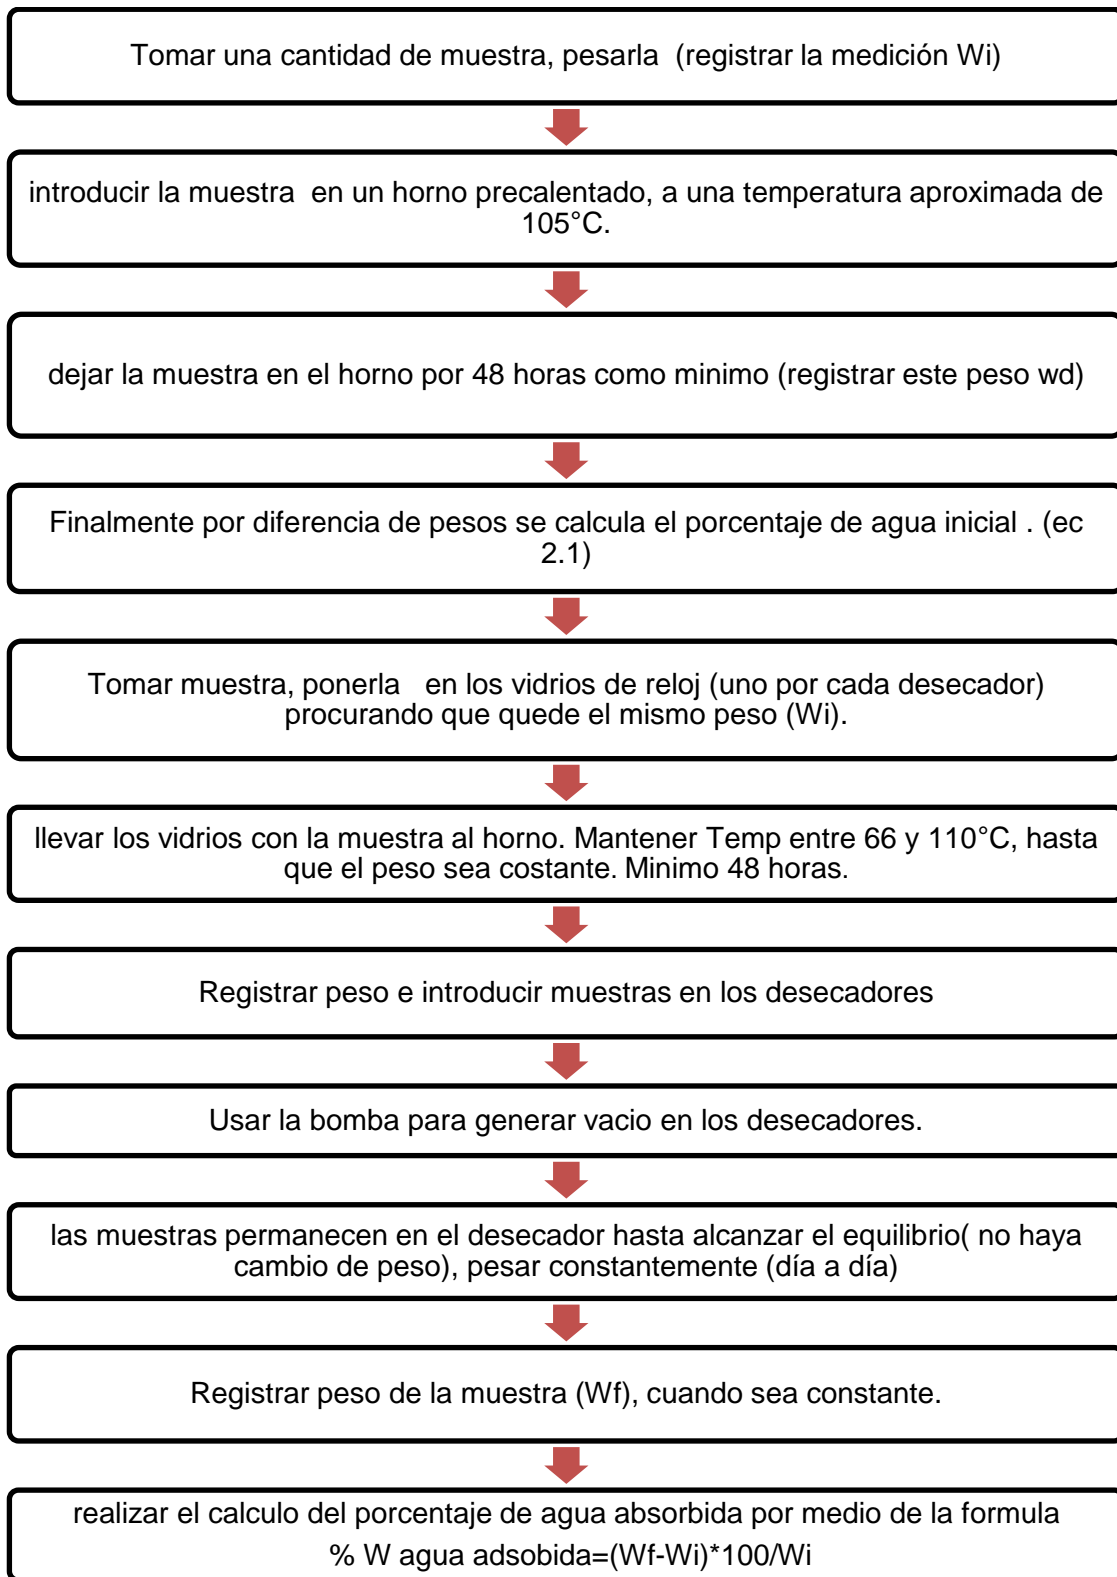 Tomar una cantidad de muestra, pesarla (registrar la medición Wi)
introducir la muestra en un horno precalentado, a una temperatura aproximada de
105°C.
dejar la muestra en el horno por 48 horas como minimo (registrar este peso wd)
Finalmente por diferencia de pesos se calcula el porcentaje de agua inicial . (ec
2.1)
Tomar muestra, ponerla en los vidrios de reloj (uno por cada desecador)
procurando que quede el mismo peso (Wi).
llevar los vidrios con la muestra al horno. Mantener Temp entre 66 y 110°C, hasta
que el peso sea costante. Minimo 48 horas.
Registrar peso e introducir muestras en los desecadores
Usar la bomba para generar vacio en los desecadores.
las muestras permanecen en el desecador hasta alcanzar el equilibrio( no haya
cambio de peso), pesar constantemente (día a día)
Registrar peso de la muestra (Wf), cuando sea constante.
realizar el calculo del porcentaje de agua absorbida por medio de la formula
% W agua adsobida=(Wf-Wi)*100/Wi